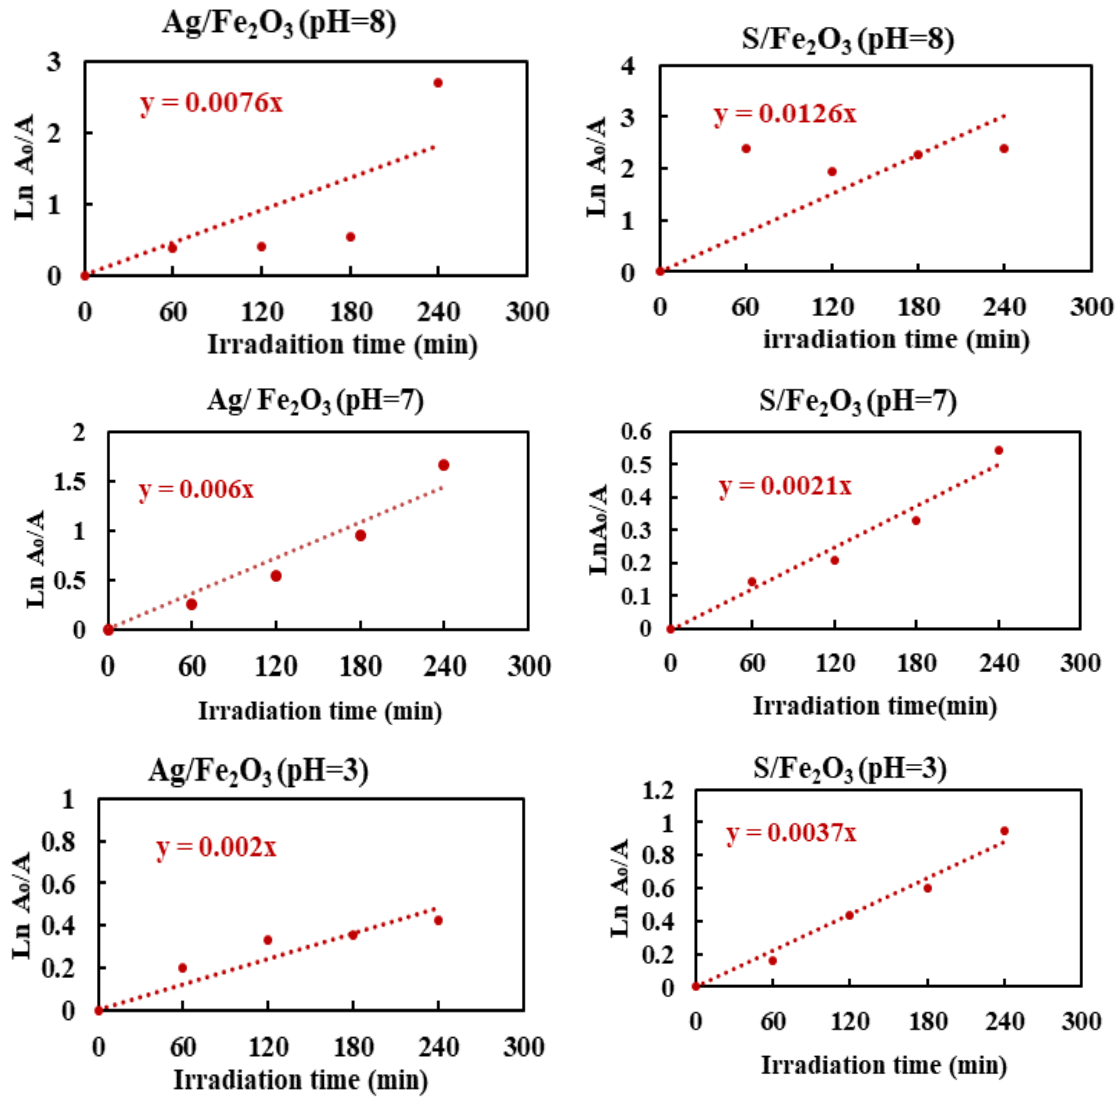 Ag/Fe₂O₃ (pH=8)
3
2
1
0
Ln A₀/A
y = 0.0076x
0 60 120 180 240 300
Irradaition time (min)
S/Fe₂O₃ (pH=8)
4
3
2
1
0
Ln A₀/A
y = 0.0126x
0 60 120 180 240 300
irradiation time (min)
Ag/ Fe₂O₃ (pH=7)
2
1.5
1
0.5
0
Ln A₀/A
y = 0.006x
0 60 120 180 240 300
Irradiation time (min)
S/Fe₂O₃ (pH=7)
0.6
0.5
0.4
0.3
0.2
0.1
0
LnA₀/A
y = 0.0021x
0 60 120 180 240 300
Irradiation time(min)
Ag/Fe₂O₃ (pH=3)
1
0.8
0.6
0.4
0.2
0
Ln A₀/A
y = 0.002x
0 60 120 180 240 300
Irradiation time (min)
S/Fe₂O₃ (pH=3)
1.2
1
0.8
0.6
0.4
0.2
0
Ln A₀/A
y = 0.0037x
0 60 120 180 240 300
Irradiation time (min)